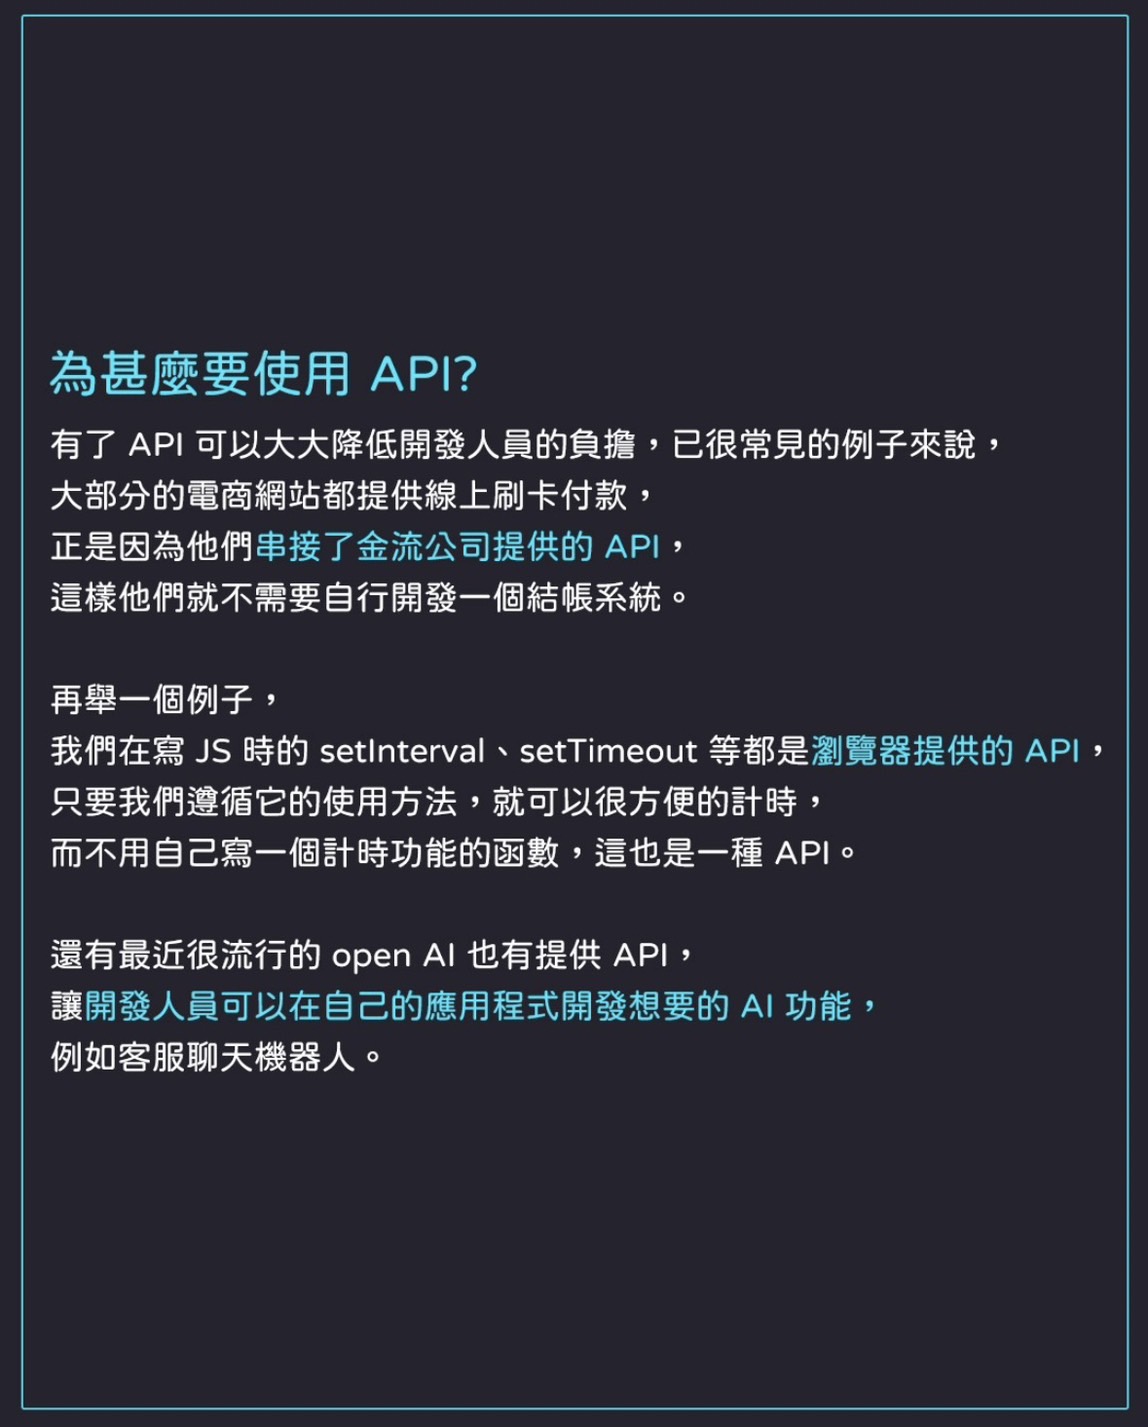 為甚麼要使用 API?
有了 API 可以大大降低開發人員的負擔，已很常見的例子來說，
大部分的電商網站都提供線上刷卡付款，
正是因為他們串接了金流公司提供的 API，
這樣他們就不需要自行開發一個結帳系統。
再舉一個例子，
我們在寫 JS 時的 setInterval、setTimeout 等都是瀏覽器提供的 API，
只要我們遵循它的使用方法，就可以很方便的計時，
而不用自己寫一個計時功能的函數，這也是一種 API。
還有最近很流行的 open AI 也有提供 API，
讓開發人員可以在自己的應用程式開發想要的 AI 功能，
例如客服聊天機器人。